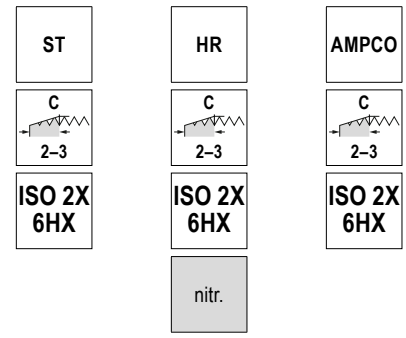 ST HR AMPCO
C C C
2–3 2–3 2–3
ISO 2X ISO 2X ISO 2X
6HX 6HX 6HX
nitr.